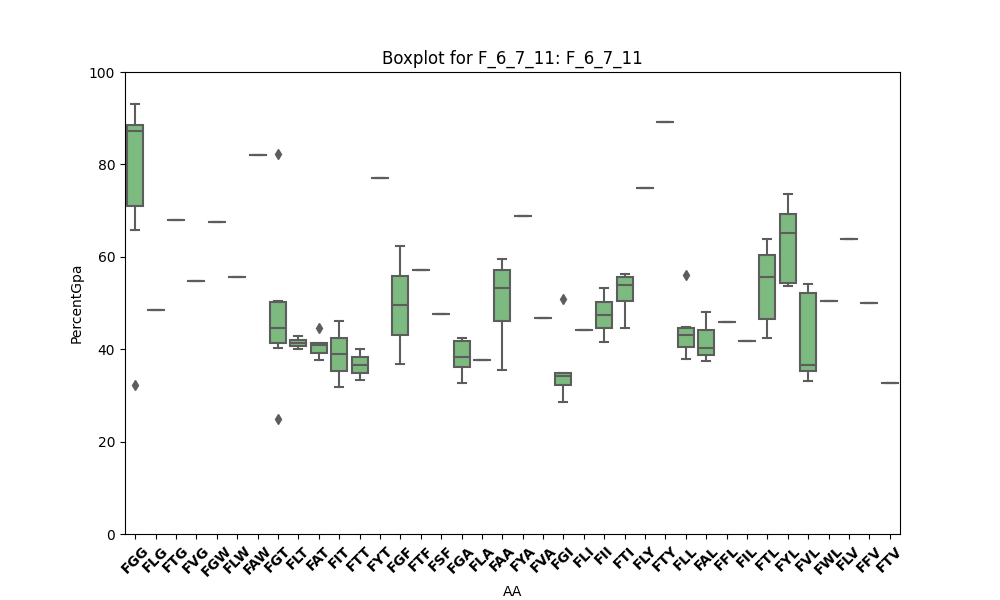 Boxplot for F_6_7_11: F_6_7_11
PercentGpa
100
80
60
40
20
0
FGG FLG FTG FVG FGW FLW FAW FGT FLT FAT FIT FTT FYT FGF FTF FSF FGA FLA FAA FYA FVA FGI FLI FII FTI FLY FTY FLL FAL FFL FIL FTL FYL FVL FWL FLV FFV FTV
AA